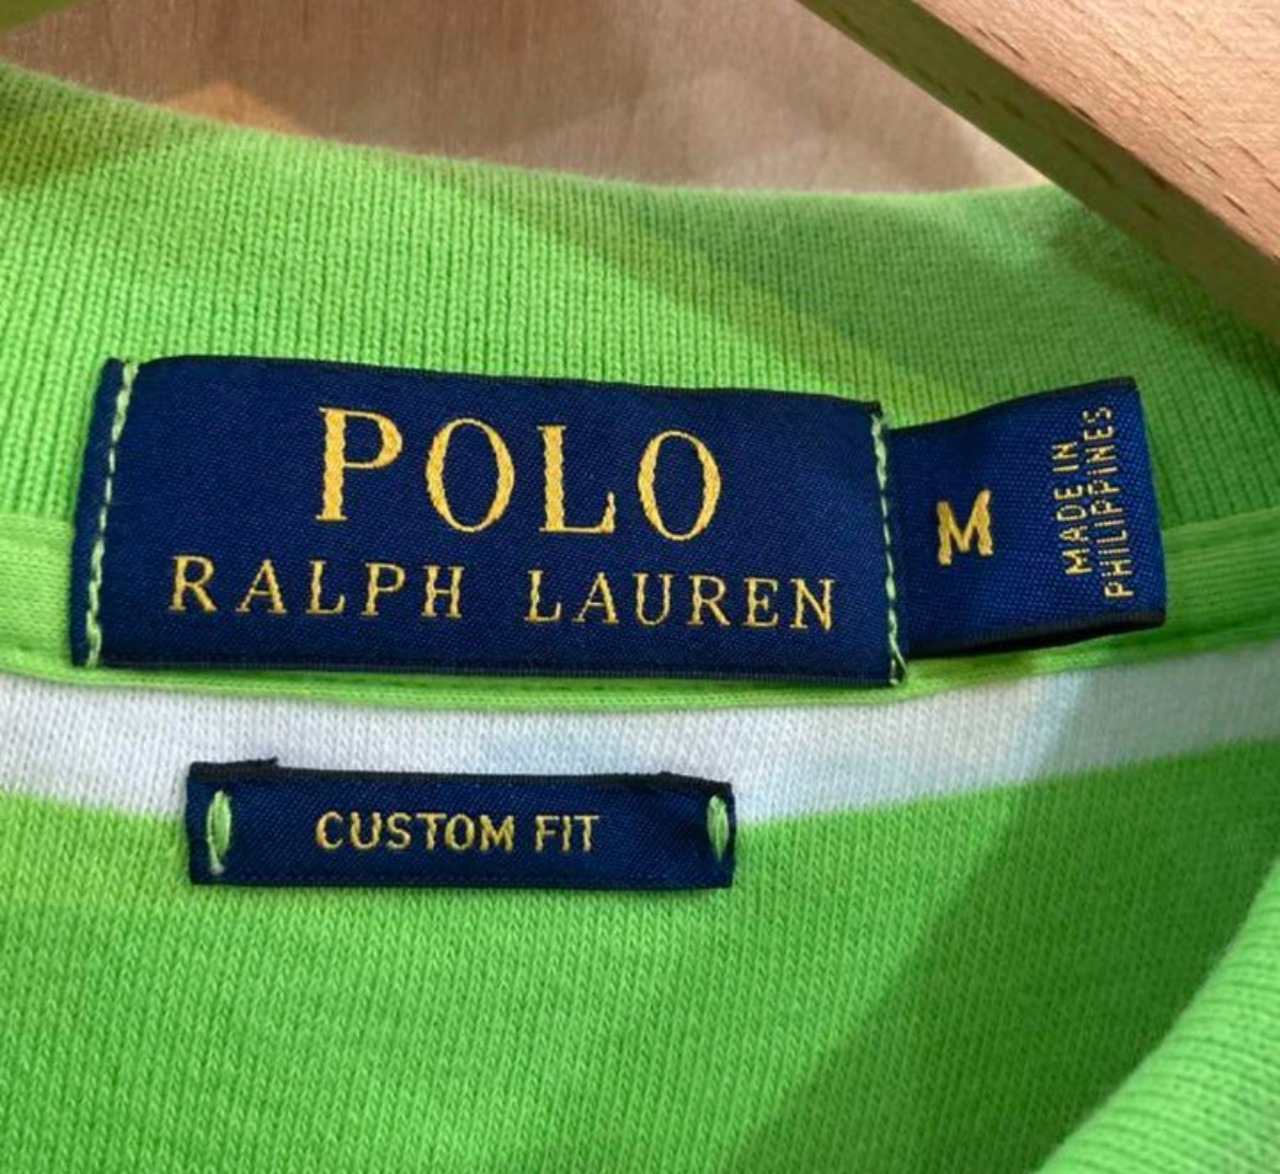 POLO
RALPH LAUREN
M
MADE IN
PHILIPPINES
CUSTOM FIT